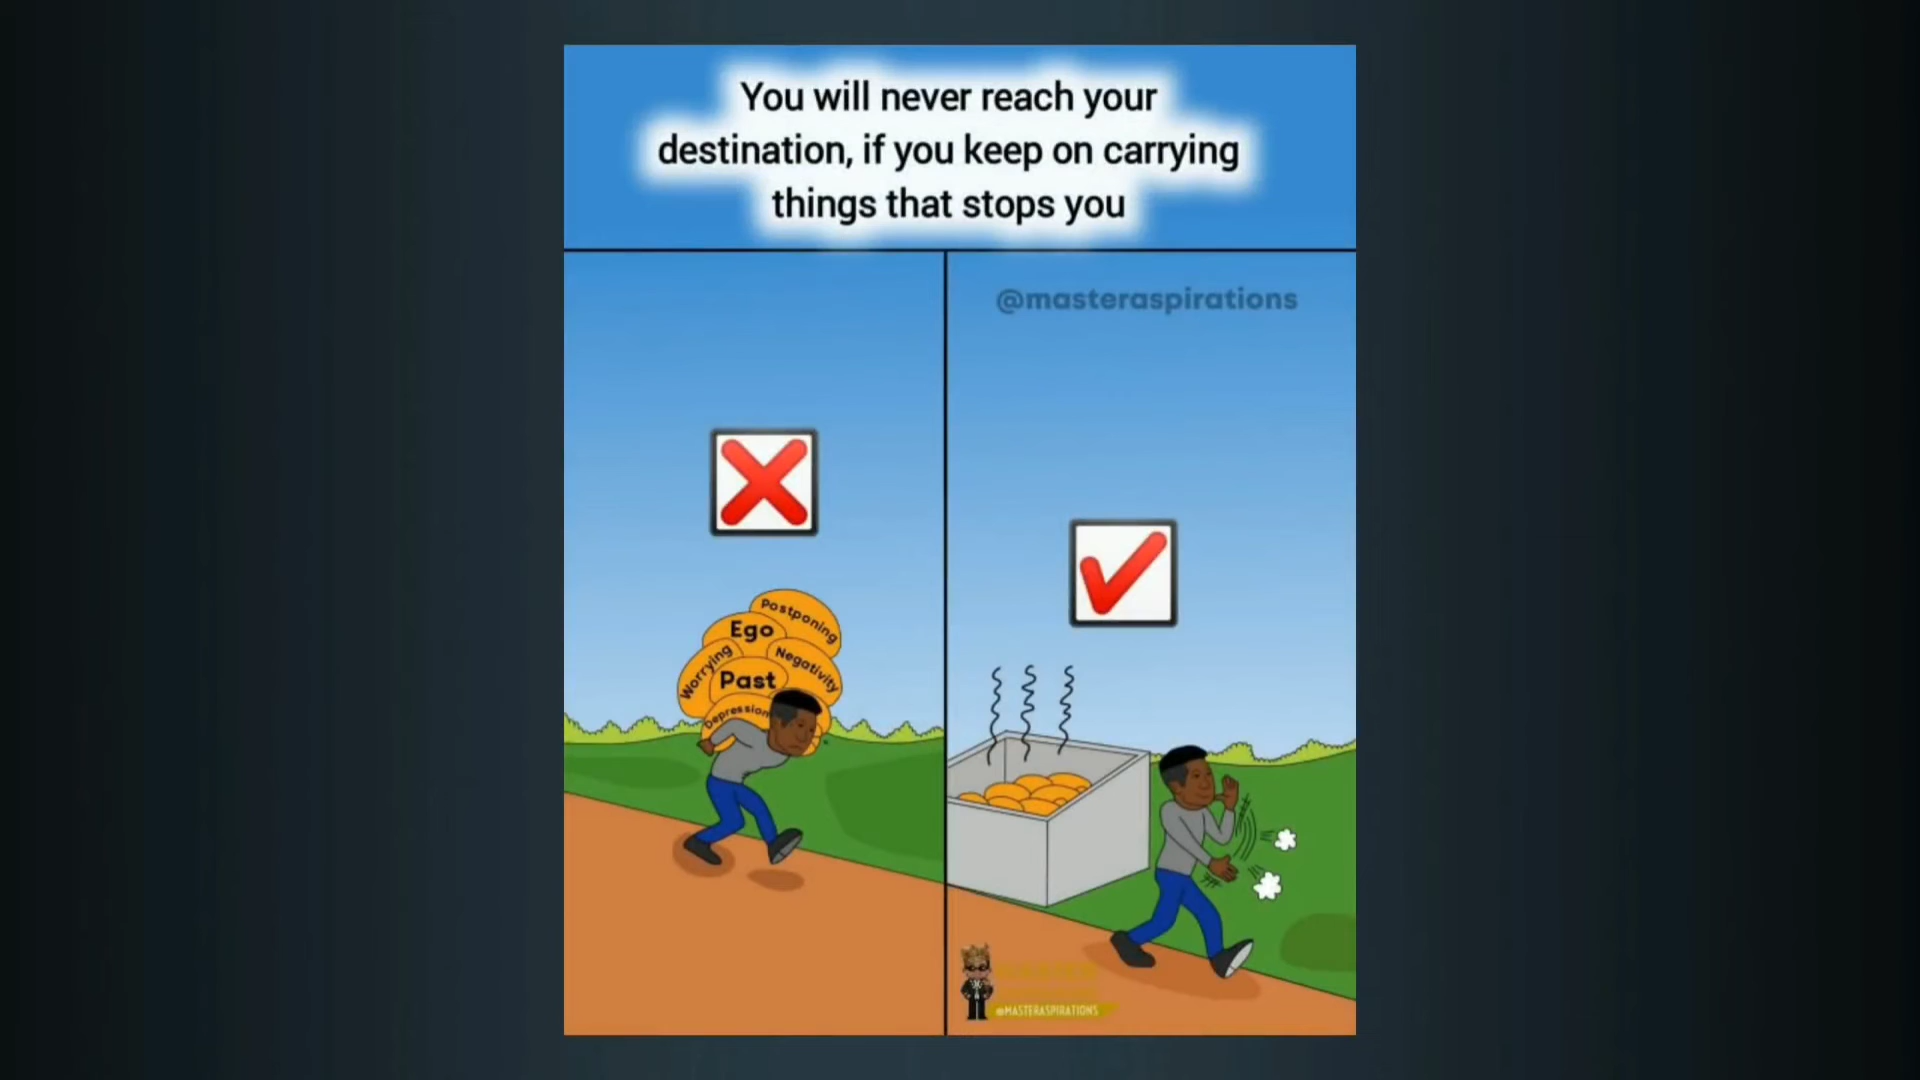 You will never reach your
destination, if you keep on carrying
things that stops you
@masteraspirations
Postponing
Ego
Worrying
Negativity
Past
Depression
@MASTERASPIRATIONS